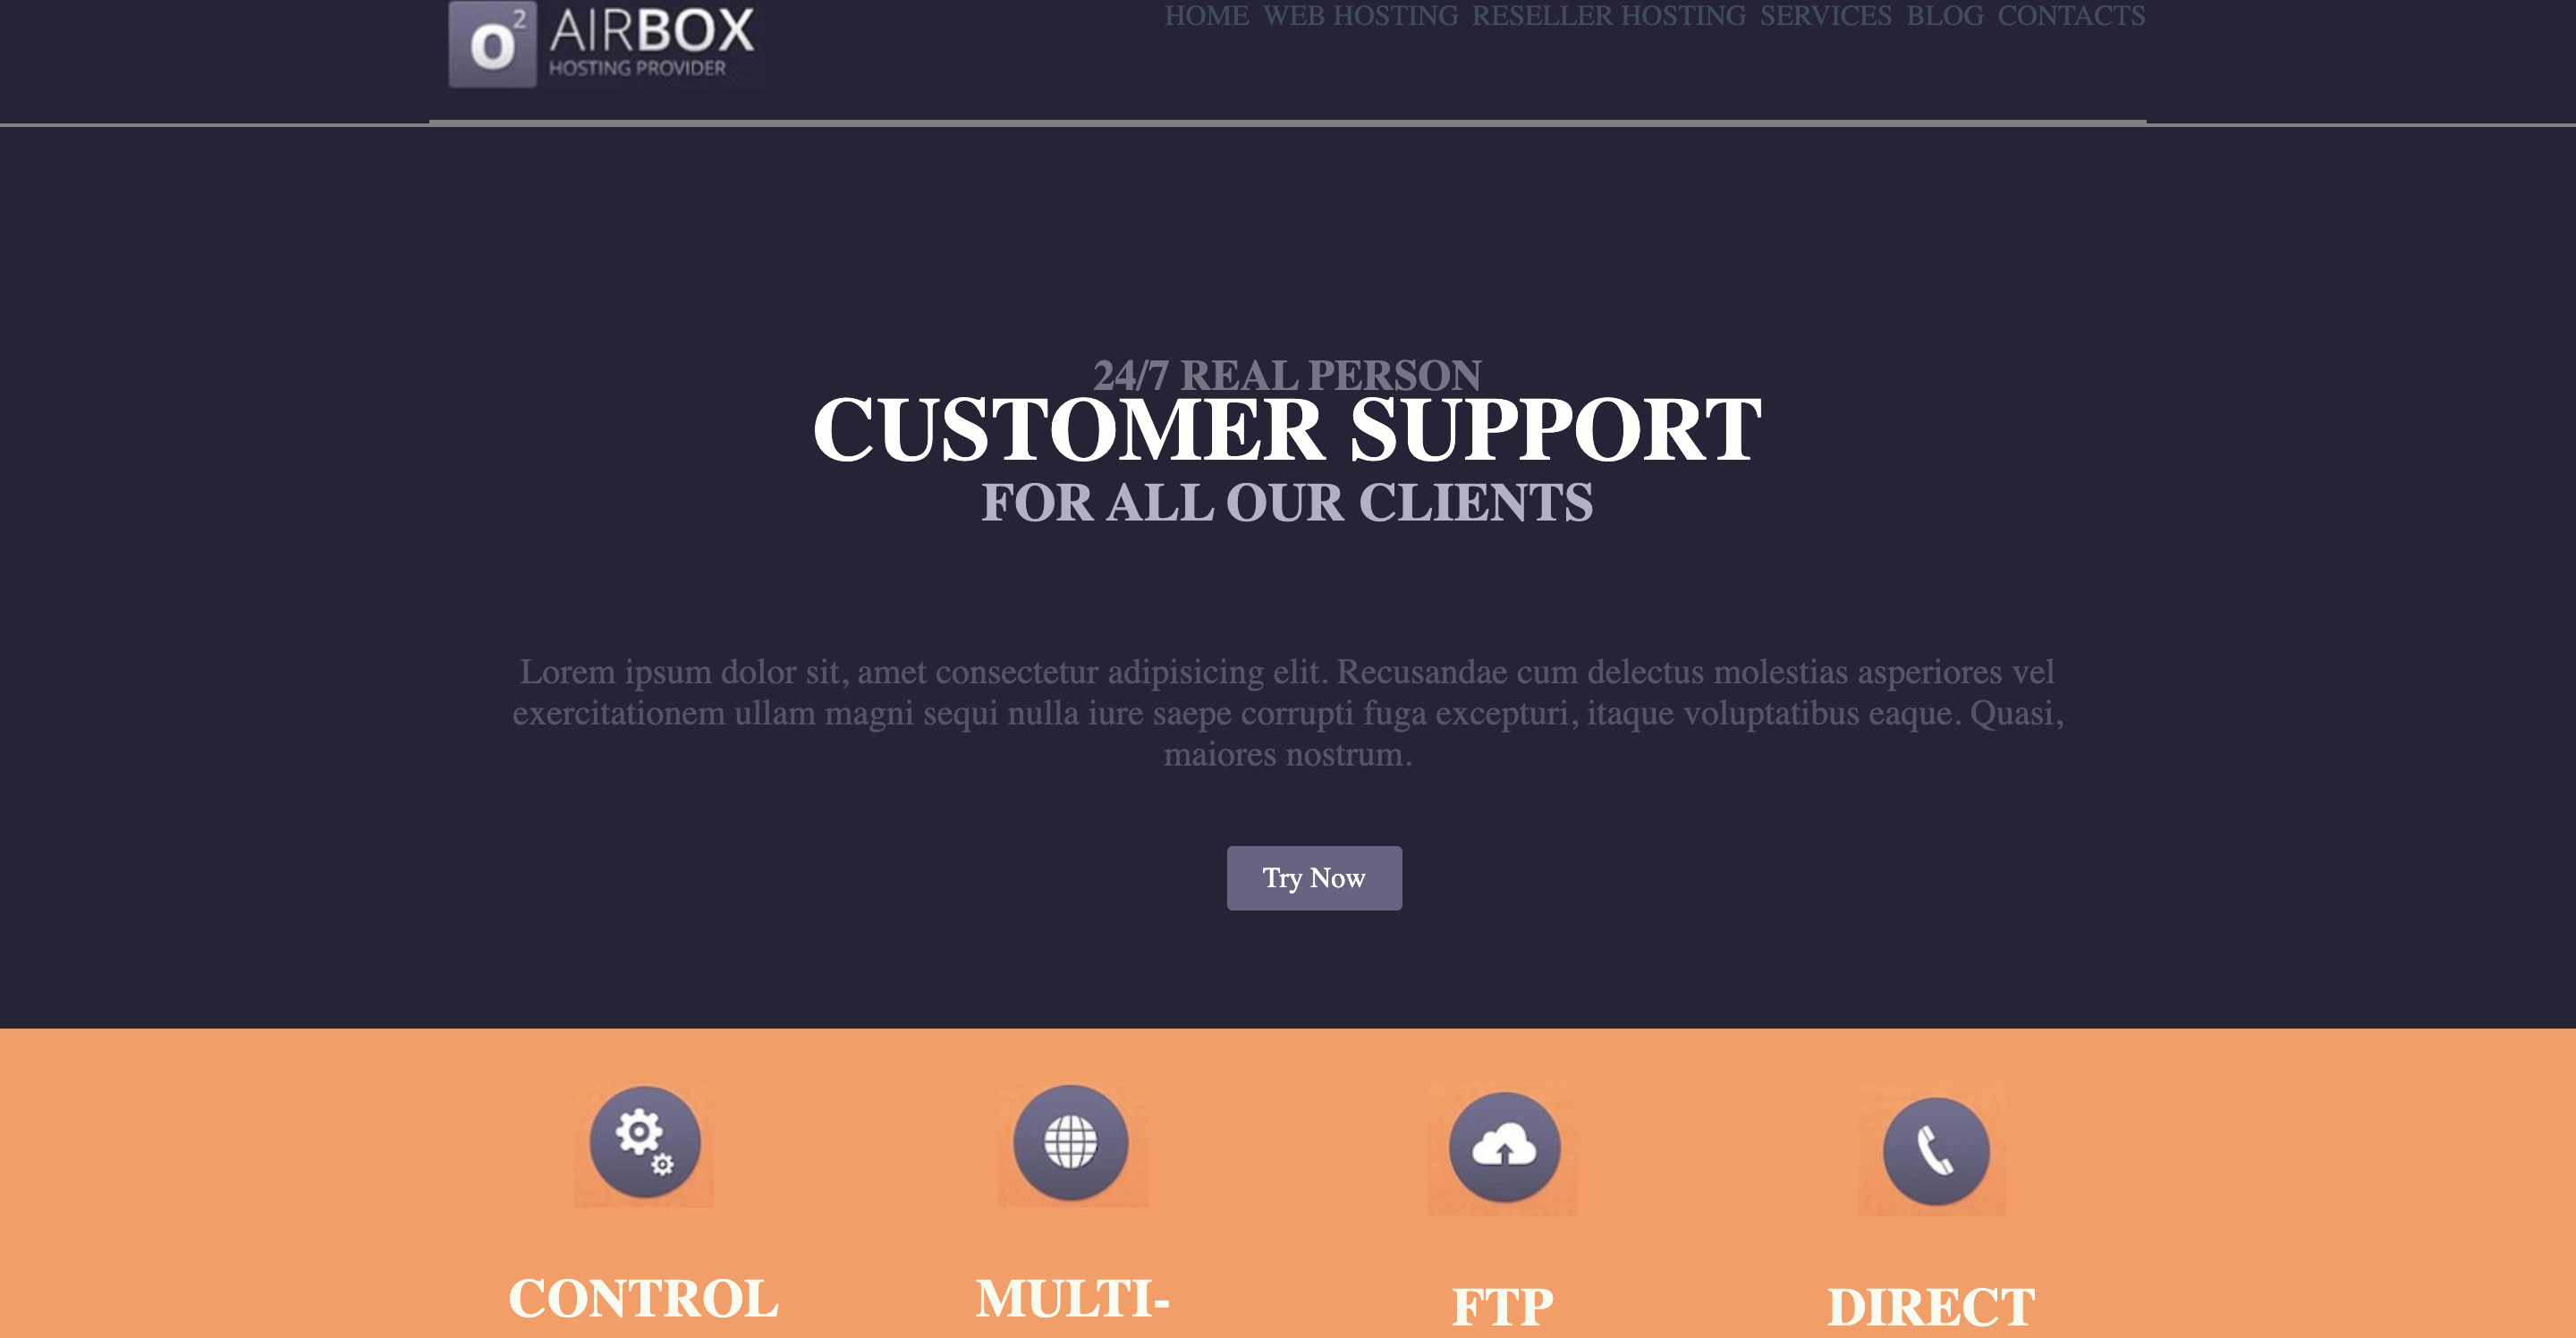 o²
AIRBOX
HOSTING PROVIDER
HOME WEB HOSTING RESELLER HOSTING SERVICES BLOG CONTACTS
24/7 REAL PERSON
CUSTOMER SUPPORT
FOR ALL OUR CLIENTS
Lorem ipsum dolor sit, amet consectetur adipisicing elit. Recusandae cum delectus molestias asperiores vel
exercitationem ullam magni sequi nulla iure saepe corrupti fuga excepturi, itaque voluptatibus eaque. Quasi,
maiores nostrum.
Try Now
CONTROL
MULTI-
FTP
DIRECT